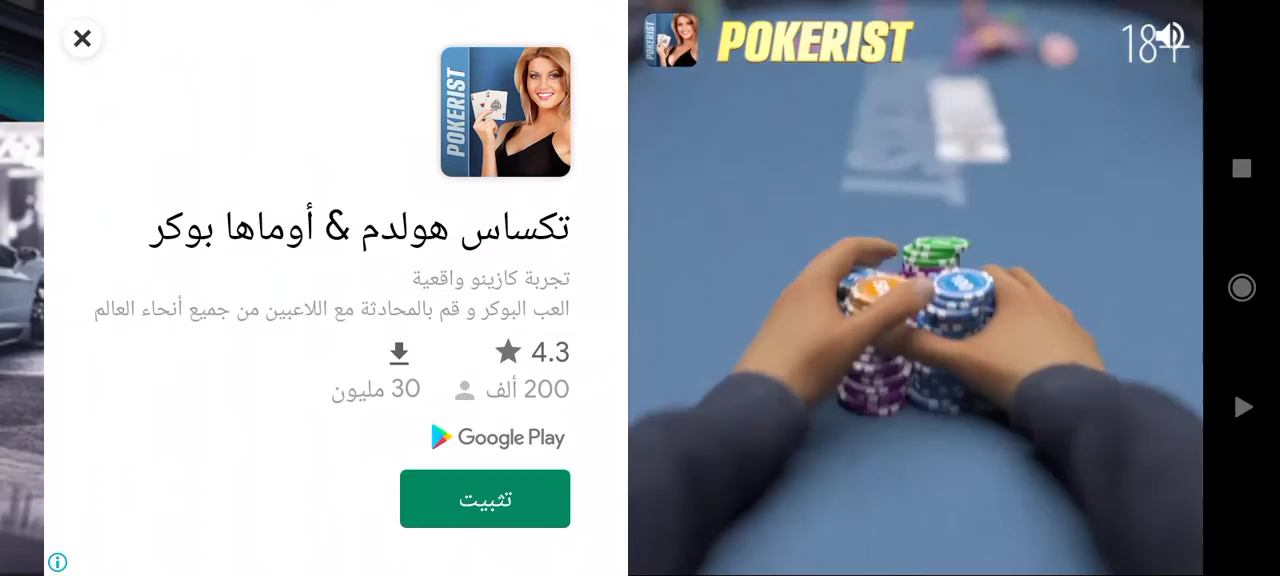 POKERIST
تكساس هولدم & أوماها بوكر
تجربة كازينو واقعية
العب البوكر و قم بالمحادثة مع اللاعبين من جميع أنحاء العالم
4.3
200 ألف
30 مليون
Google Play
تثبيت
POKERIST
POKERIST
18+